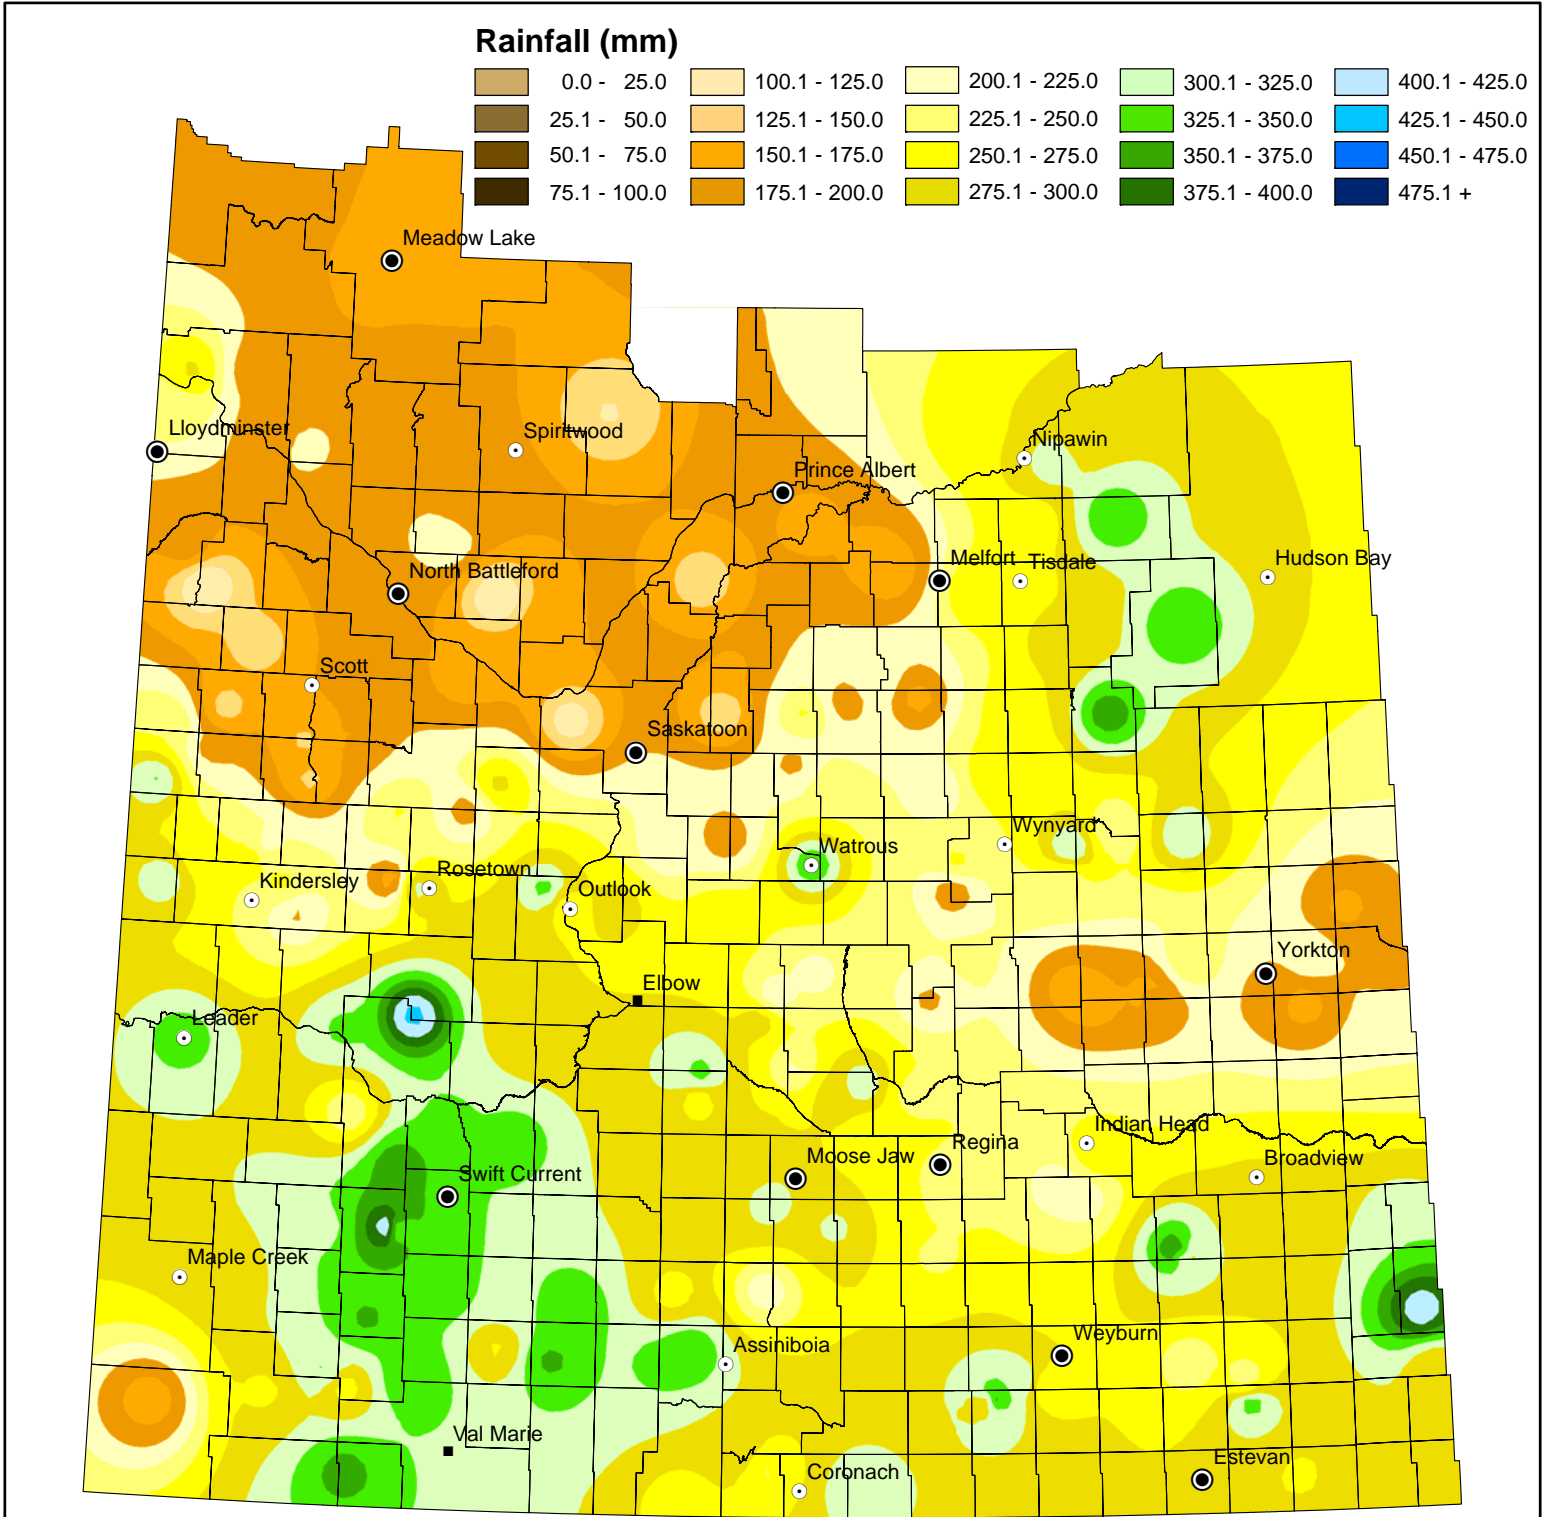 Rainfall (mm)
0.0 - 25.0 100.1 - 125.0 200.1 - 225.0 300.1 - 325.0 400.1 - 425.0
25.1 - 50.0 125.1 - 150.0 225.1 - 250.0 325.1 - 350.0 425.1 - 450.0
50.1 - 75.0 150.1 - 175.0 250.1 - 275.0 350.1 - 375.0 450.1 - 475.0
75.1 - 100.0 175.1 - 200.0 275.1 - 300.0 375.1 - 400.0 475.1 +
Meadow Lake
Lloydminster
Spiritwood
Nipawin
Prince Albert
North Battleford
Melfort
Tisdale
Hudson Bay
Scott
Saskatoon
Wynyard
Watrous
Kindersley
Rosetown
Outlook
Yorkton
Elbow
Leader
Indian Head
Regina
Moose Jaw
Broadview
Swift Current
Maple Creek
Assiniboia
Weyburn
Val Marie
Coronach
Estevan